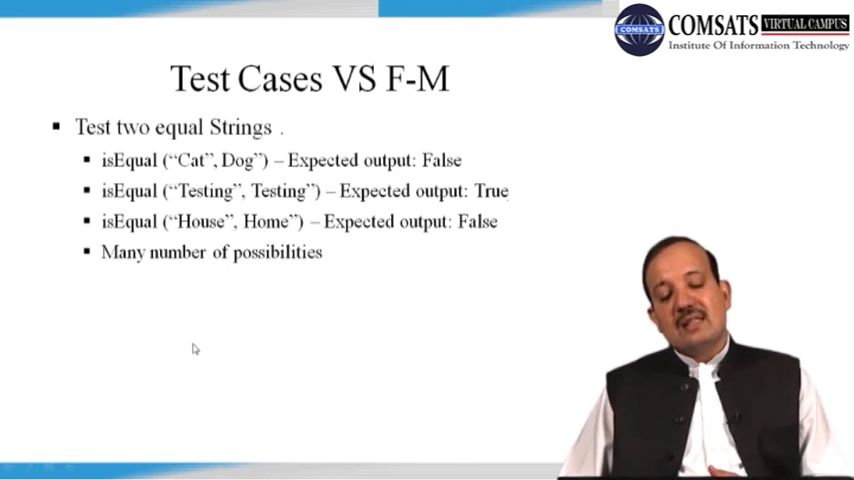 COMSATS VIRTUAL CAMPUS
COMSATS
Institute Of Information Technology
Test Cases VS F-M
▪ Test two equal Strings .
▪ isEqual (“Cat”, Dog”) – Expected output: False
▪ isEqual (“Testing”, Testing”) – Expected output: True
▪ isEqual (“House”, Home”) – Expected output: False
▪ Many number of possibilities